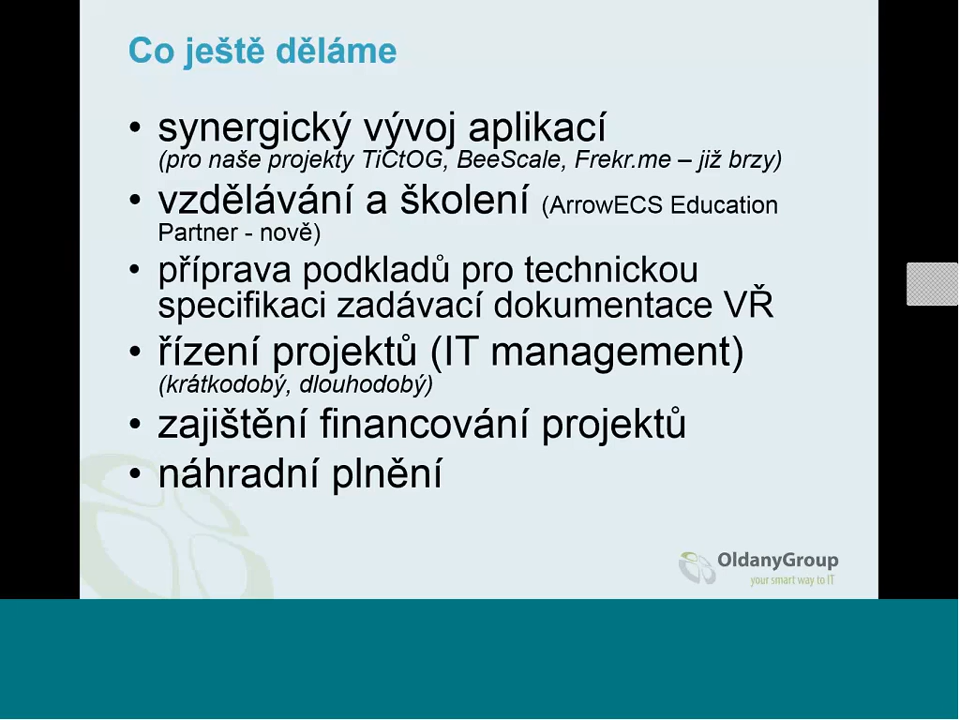 Co ještě děláme
• synergický vývoj aplikací
(pro naše projekty TiCtOG, BeeScale, Frekr.me – již brzy)
• vzdělávání a školení (ArrowECS Education
Partner - nově)
• příprava podkladů pro technickou
specifikaci zadávací dokumentace VŘ
• řízení projektů (IT management)
(krátkodobý, dlouhodobý)
• zajištění financování projektů
• náhradní plnění
OldanyGroup
your smart way to IT